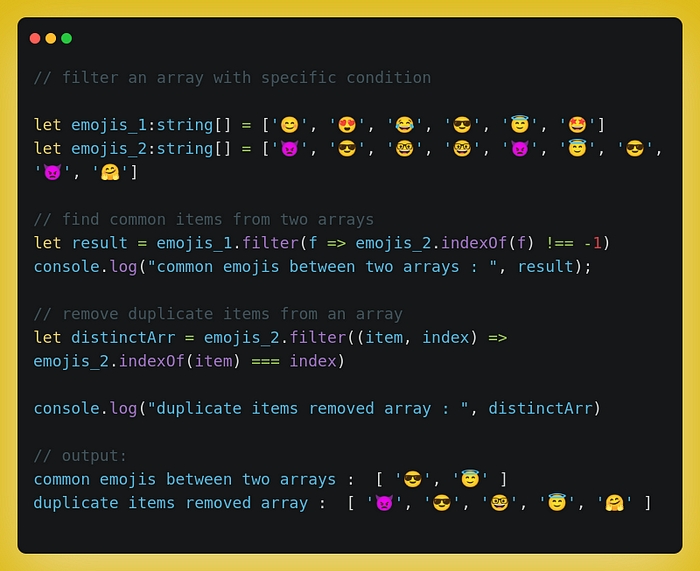 // filter an array with specific condition
let emojis_1:string[] = ['😊', '😍', '😂', '😎', '😇', '🤩']
let emojis_2:string[] = ['👿', '😎', '🤓', '🤓', '👿', '😇', '😎',
'👿', '🤗']
// find common items from two arrays
let result = emojis_1.filter(f => emojis_2.indexOf(f) !== -1)
console.log("common emojis between two arrays : ", result);
// remove duplicate items from an array
let distinctArr = emojis_2.filter((item, index) =>
emojis_2.indexOf(item) === index)
console.log("duplicate items removed array : ", distinctArr)
// output:
common emojis between two arrays :  [ '😎', '😇' ]
duplicate items removed array :  [ '👿', '😎', '🤓', '😇', '🤗' ]